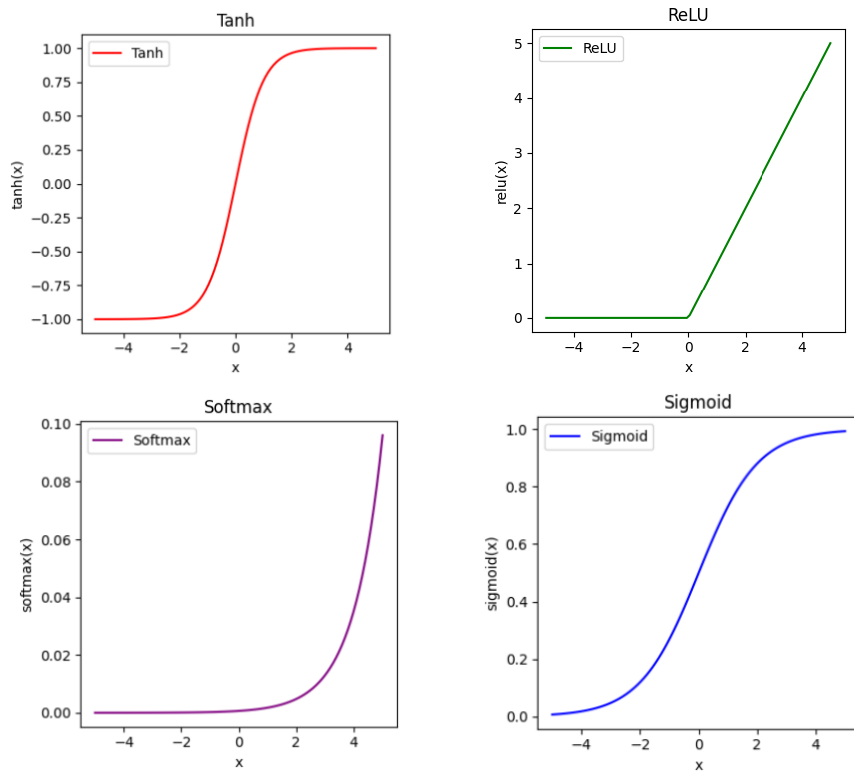 Tanh
Tanh
1.00
0.75
0.50
0.25
0.00
−0.25
−0.50
−0.75
−1.00
tanh(x)
−4 −2 0 2 4
x
ReLU
ReLU
5
4
3
2
1
0
relu(x)
−4 −2 0 2 4
x
Softmax
Softmax
0.10
0.08
0.06
0.04
0.02
0.00
softmax(x)
−4 −2 0 2 4
x
Sigmoid
Sigmoid
1.0
0.8
0.6
0.4
0.2
0.0
sigmoid(x)
−4 −2 0 2 4
x